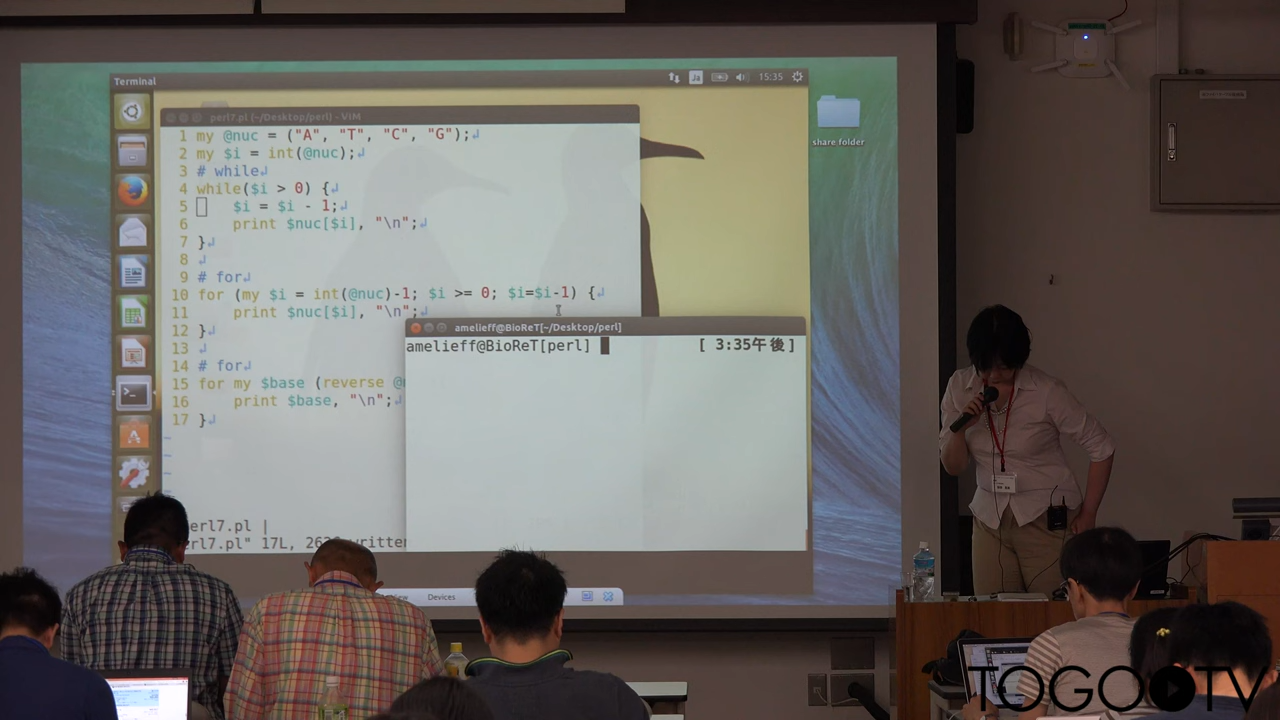 Terminal
Ja
15:35
share folder
perl7.pl (~/Desktop/perl) - VIM
1 my @nuc = ("A", "T", "C", "G");
2 my $i = int(@nuc);
3 # while
4 while($i > 0) {
5 $i = $i - 1;
6 print $nuc[$i], "\n";
7 }
8
9 # for
10 for (my $i = int(@nuc)-1; $i >= 0; $i=$i-1) {
11 print $nuc[$i], "\n";
12 }
13
14 # for
15 for my $base (reverse @
16 print $base, "\n";
17 }
amelieff@BioReT[~/Desktop/perl]
amelieff@BioReT[perl] [ 3:35午後]
erl7.pl |
erl7.pl" 17L, written
Devices
TOGOTV